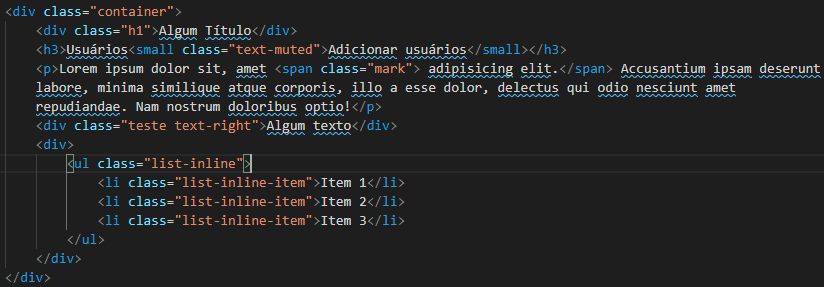 <div class="container">
<div class="h1">Algum Título</div>
<h3>Usuários<small class="text-muted">Adicionar usuários</small></h3>
<p>Lorem ipsum dolor sit, amet <span class="mark"> adipisicing elit.</span> Accusantium ipsam deserunt
labore, minima similique atque corporis, illo a esse dolor, delectus qui odio nesciunt amet
repudiandae. Nam nostrum doloribus optio!</p>
<div class="teste text-right">Algum texto</div>
<div>
<ul class="list-inline">
<li class="list-inline-item">Item 1</li>
<li class="list-inline-item">Item 2</li>
<li class="list-inline-item">Item 3</li>
</ul>
</div>
</div>